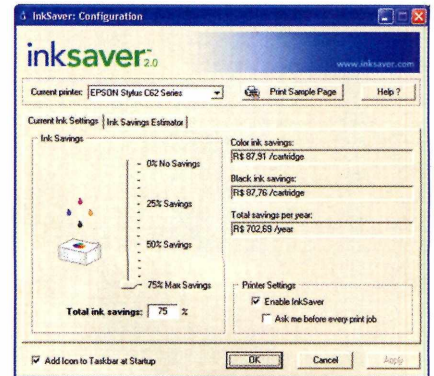 InkSaver: Configuration
inksaver 2.0
www.inksaver.com
Current printer: EPSON Stylus C62 Series
Print Sample Page
Help ?
Current Ink Settings
Ink Savings Estimator
Ink Savings
0% No Savings
25% Savings
50% Savings
75% Max Savings
Total ink savings: 75 %
Color ink savings:
R$ 87,91 /cartridge
Black ink savings:
R$ 87,76 /cartridge
Total savings per year:
R$ 702,69 /year
Printer Settings
Enable InkSaver
Ask me before every print job
Add Icon to Taskbar at Startup
OK
Cancel
Apply